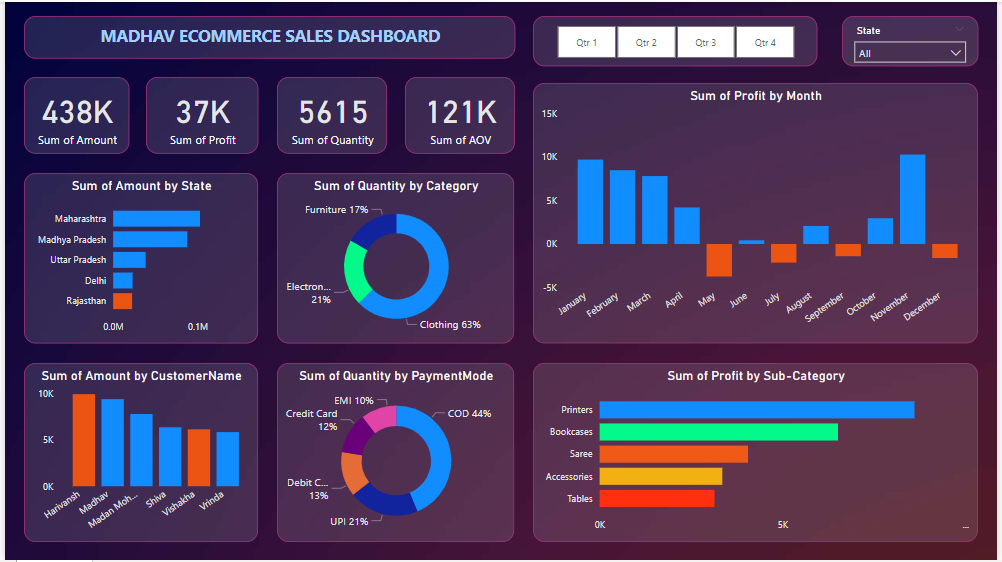 MADHAV ECOMMERCE SALES DASHBOARD
Qtr 1
Qtr 2
Qtr 3
Qtr 4
State
All
438K
Sum of Amount
37K
Sum of Profit
5615
Sum of Quantity
121K
Sum of AOV
Sum of Profit by Month
15K
10K
5K
0K
-5K
January
February
March
April
May
June
July
August
September
October
November
December
Sum of Amount by State
Maharashtra
Madhya Pradesh
Uttar Pradesh
Delhi
Rajasthan
0.0M
0.1M
Sum of Quantity by Category
Furniture 17%
Electron...
21%
Clothing 63%
Sum of Amount by CustomerName
10K
5K
0K
Harivansh
Madhav
Madan Moh...
Shiva
Vishakha
Vrinda
Sum of Quantity by PaymentMode
EMI 10%
Credit Card
12%
COD 44%
Debit C...
13%
UPI 21%
Sum of Profit by Sub-Category
Printers
Bookcases
Saree
Accessories
Tables
0K
5K
...